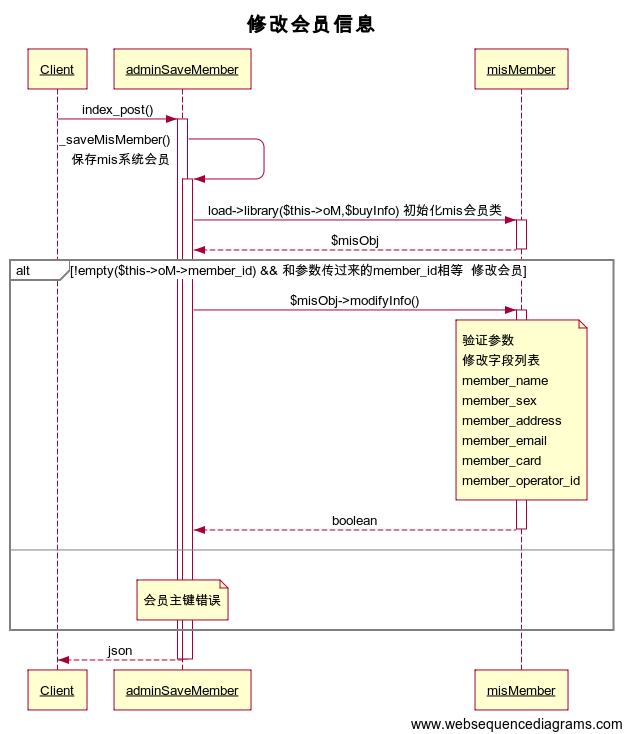 修改会员信息
Client
adminSaveMember
misMember
index_post()
_saveMisMember()
保存mis系统会员
load->library($this->oM,$buyInfo) 初始化mis会员类
$misObj
alt
[!empty($this->oM->member_id) && 和参数传过来的member_id相等  修改会员]
$misObj->modifyInfo()
验证参数
修改字段列表
member_name
member_sex
member_address
member_email
member_card
member_operator_id
boolean
会员主键错误
json
Client
adminSaveMember
misMember
www.websequencediagrams.com